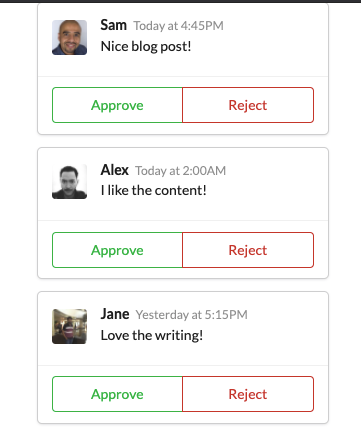 Sam Today at 4:45PM
Nice blog post!
Approve Reject
Alex Today at 2:00AM
I like the content!
Approve Reject
Jane Yesterday at 5:15PM
Love the writing!
Approve Reject